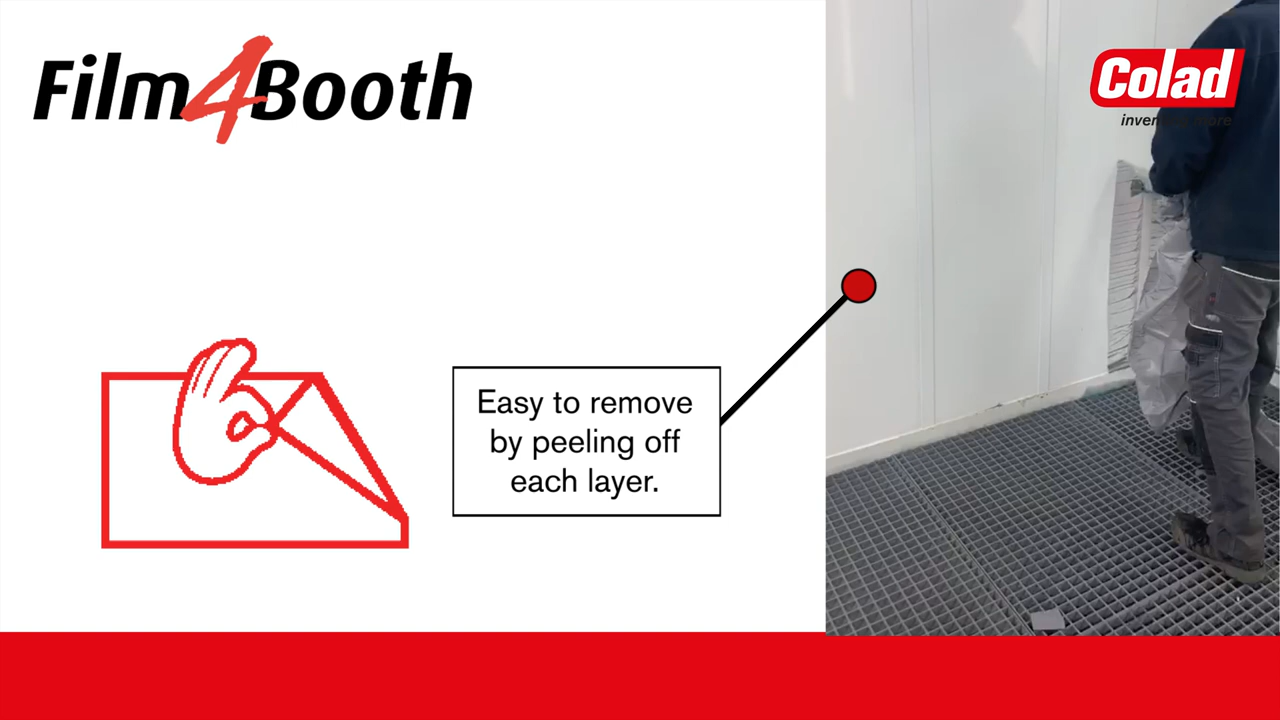 Film4Booth
Colad
Easy to remove
by peeling off
each layer.